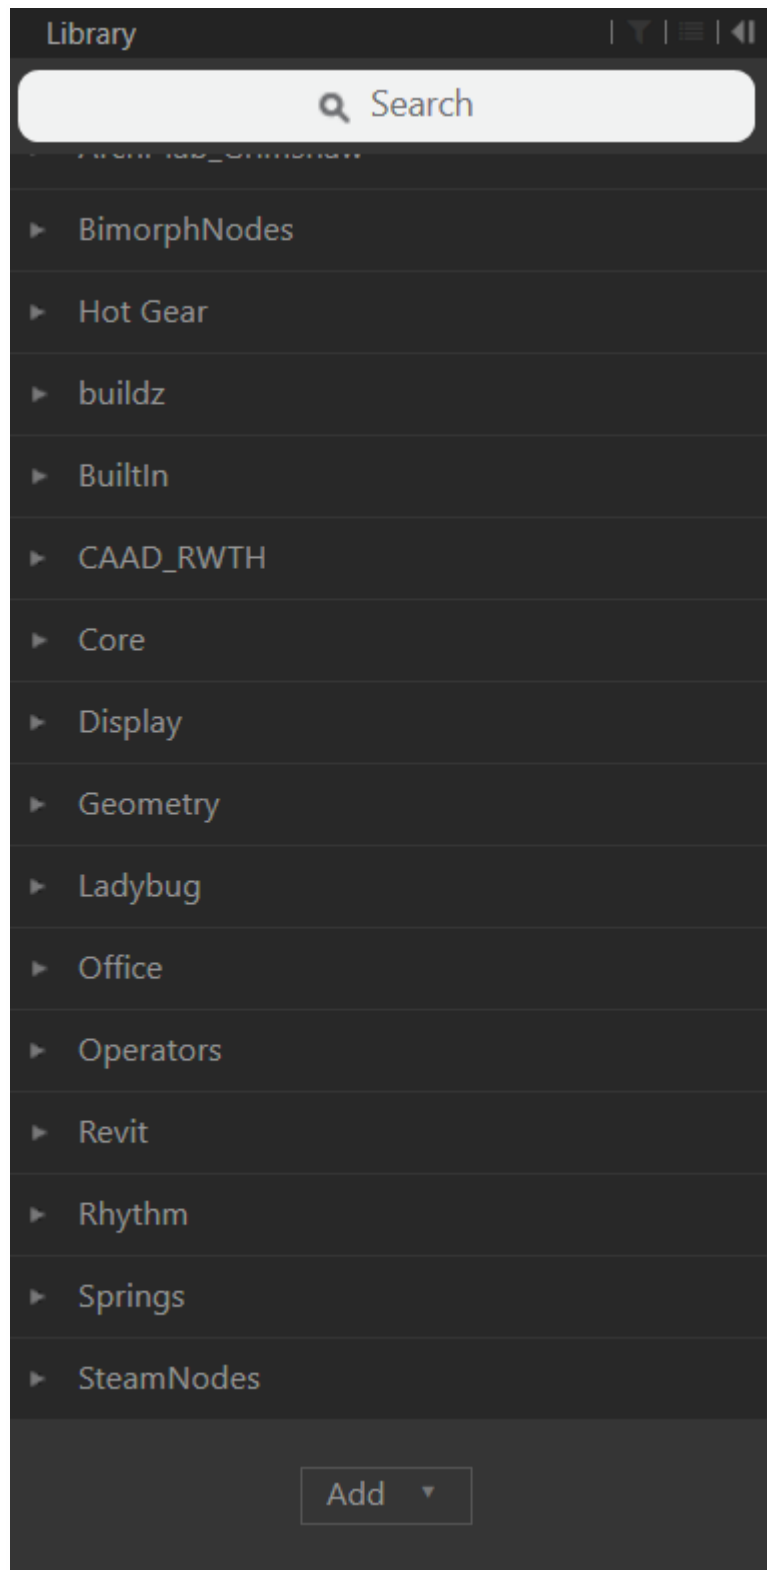 Library
Search
BimorphNodes
Hot Gear
buildz
BuiltIn
CAAD_RWTH
Core
Display
Geometry
Ladybug
Office
Operators
Revit
Rhythm
Springs
SteamNodes
Add